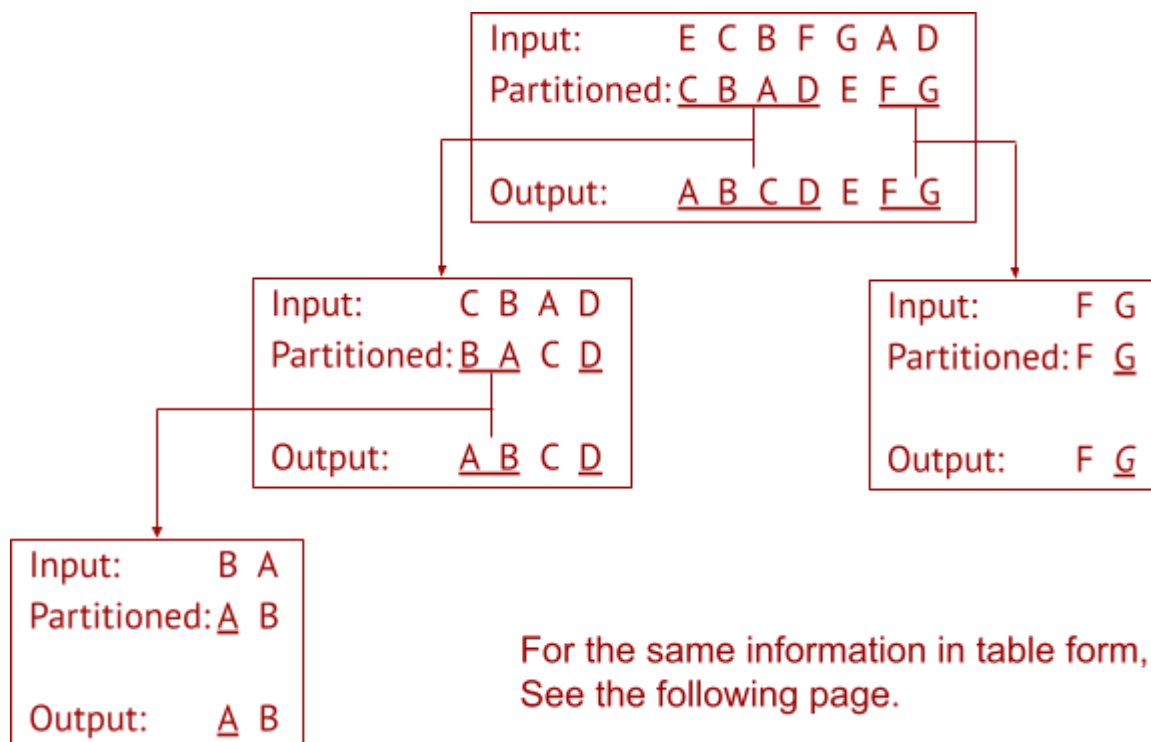 Input: E C B F G A D
Partitioned: C B A D E F G
Output: A B C D E F G
Input: C B A D
Partitioned: B A C D
Output: A B C D
Input: F G
Partitioned: F G
Output: F G
Input: B A
Partitioned: A B
Output: A B
For the same information in table form,
See the following page.